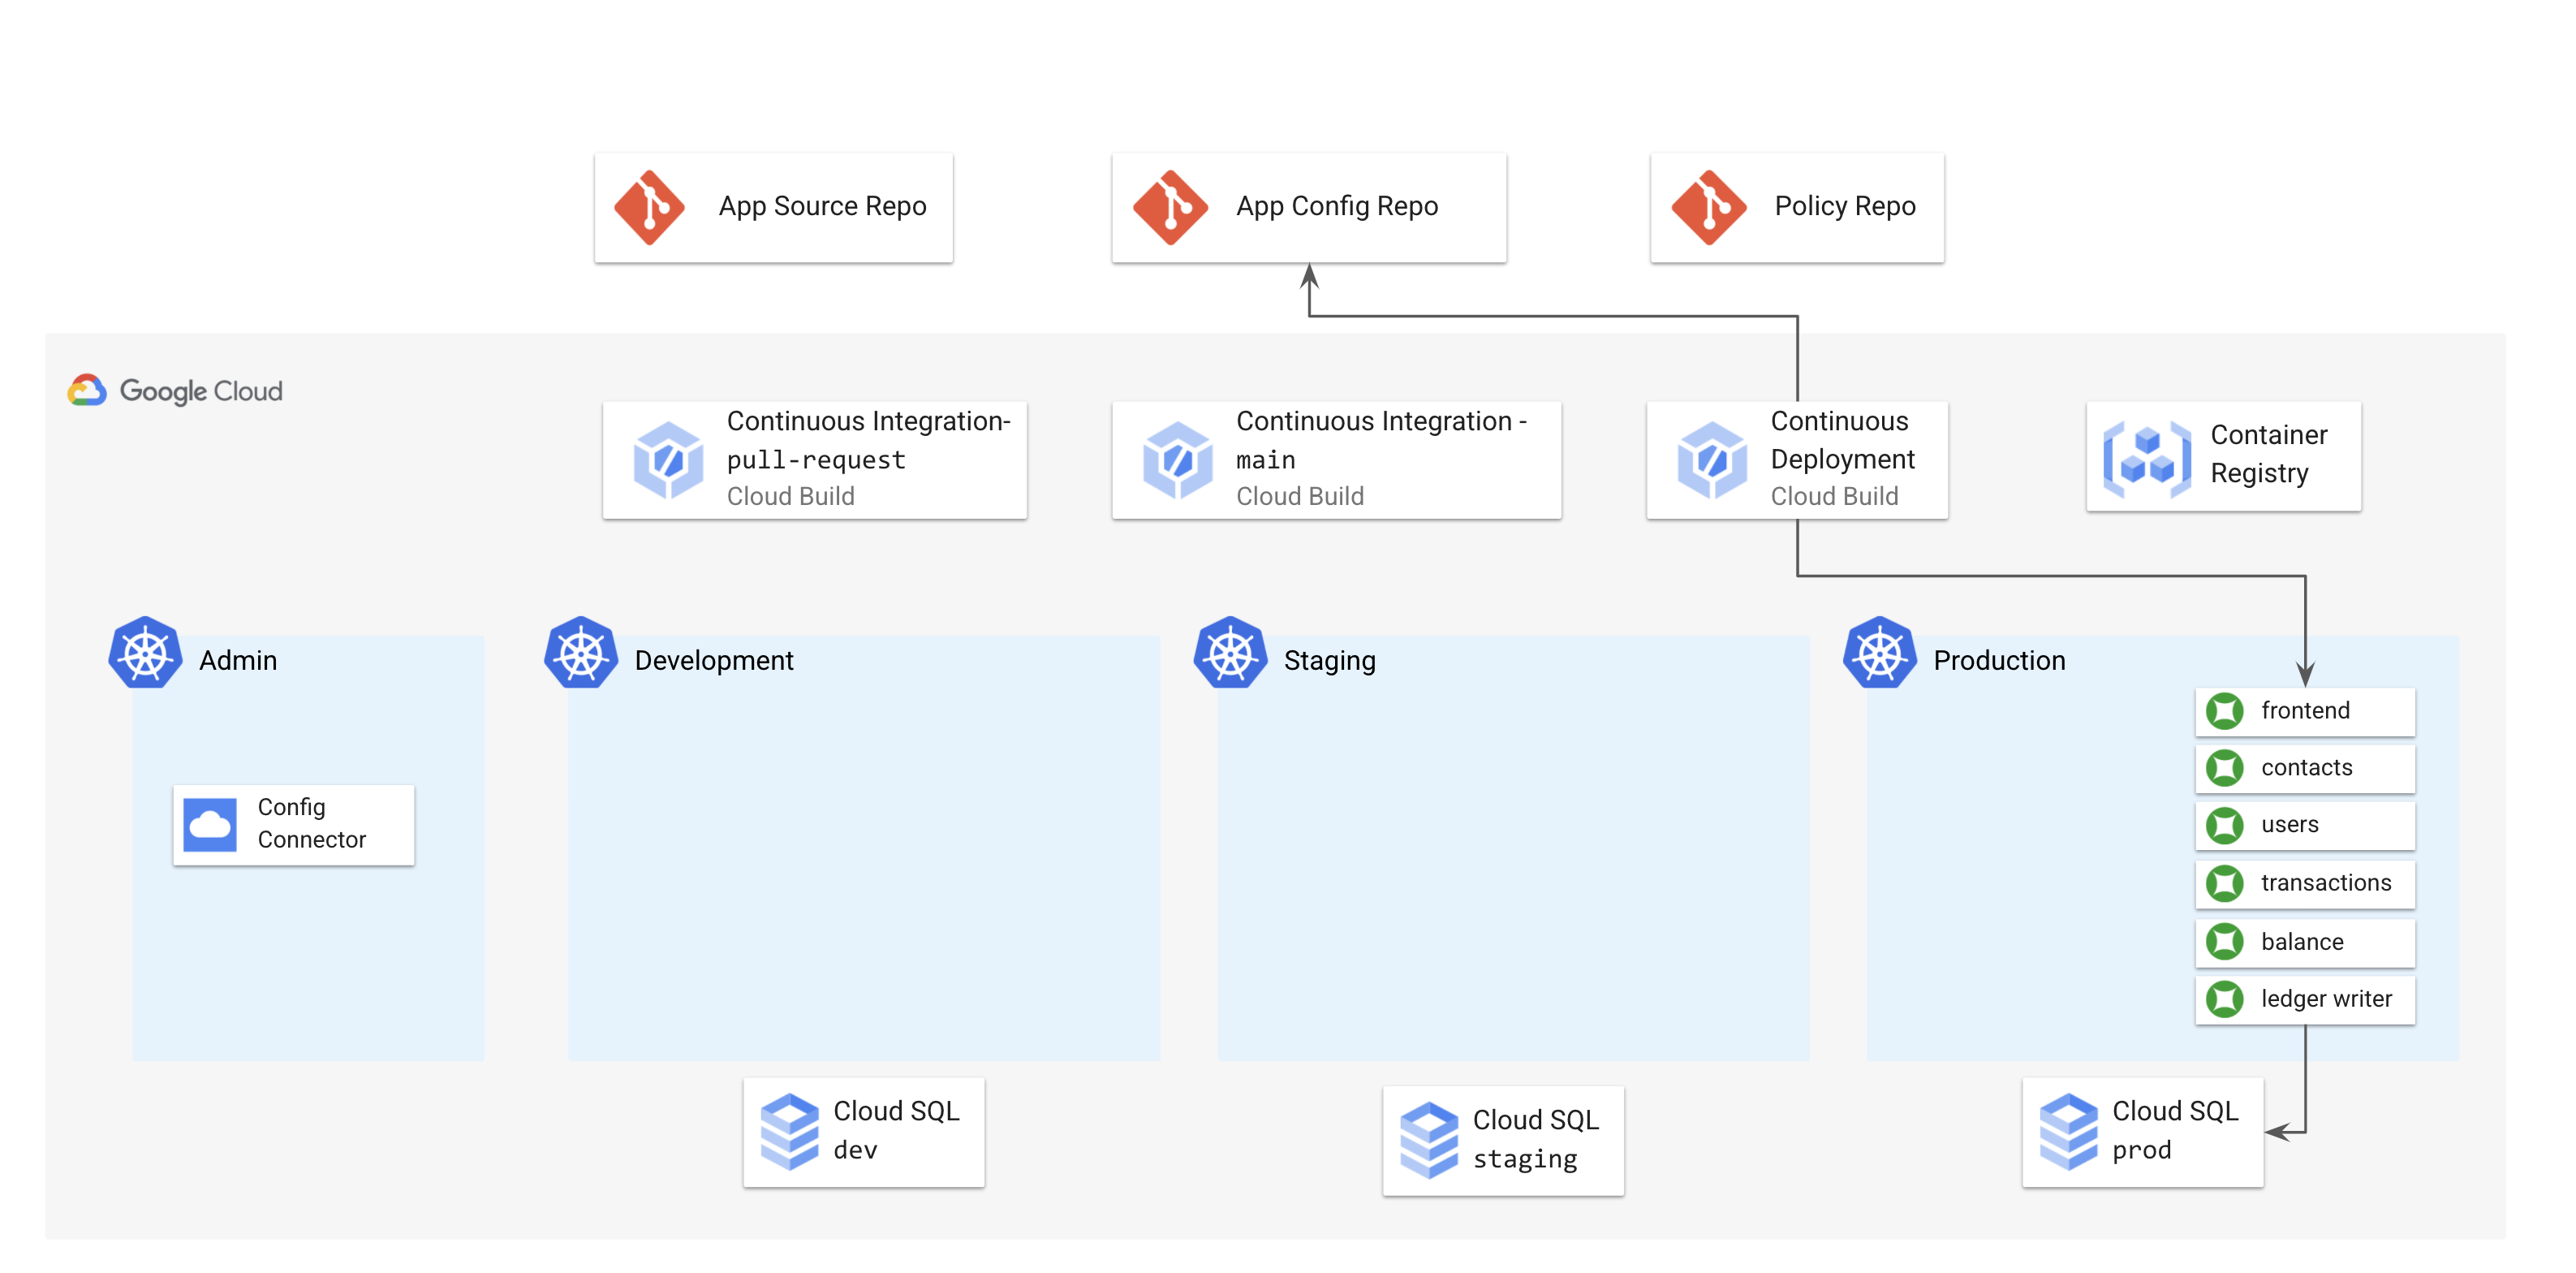 App Source Repo
App Config Repo
Policy Repo
Google Cloud
Continuous Integration-
pull-request
Cloud Build
Continuous Integration -
main
Cloud Build
Continuous
Deployment
Cloud Build
Container
Registry
Admin
Config
Connector
Development
Staging
Production
frontend
contacts
users
transactions
balance
ledger writer
Cloud SQL
dev
Cloud SQL
staging
Cloud SQL
prod